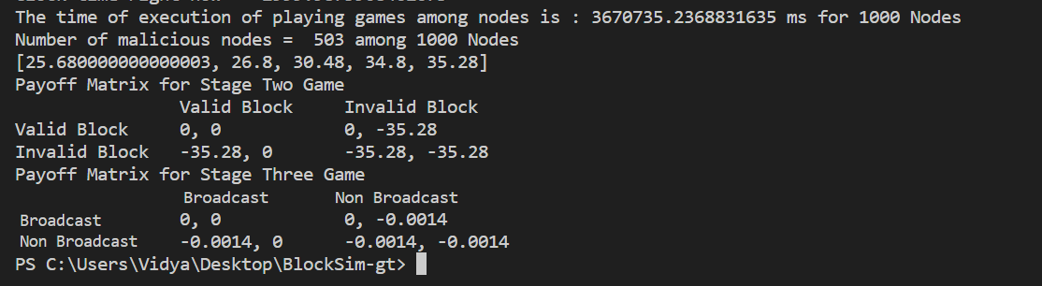 The time of execution of playing games among nodes is : 3670735.2368831635 ms for 1000 Nodes
Number of malicious nodes =  503 among 1000 Nodes
[25.680000000000003, 26.8, 30.48, 34.8, 35.28]
Payoff Matrix for Stage Two Game
Valid Block Invalid Block
Valid Block 0, 0 0, -35.28
Invalid Block -35.28, 0 -35.28, -35.28
Payoff Matrix for Stage Three Game
Broadcast Non Broadcast
Broadcast 0, 0 0, -0.0014
Non Broadcast -0.0014, 0 -0.0014, -0.0014
PS C:\Users\Vidya\Desktop\BlockSim-gt>